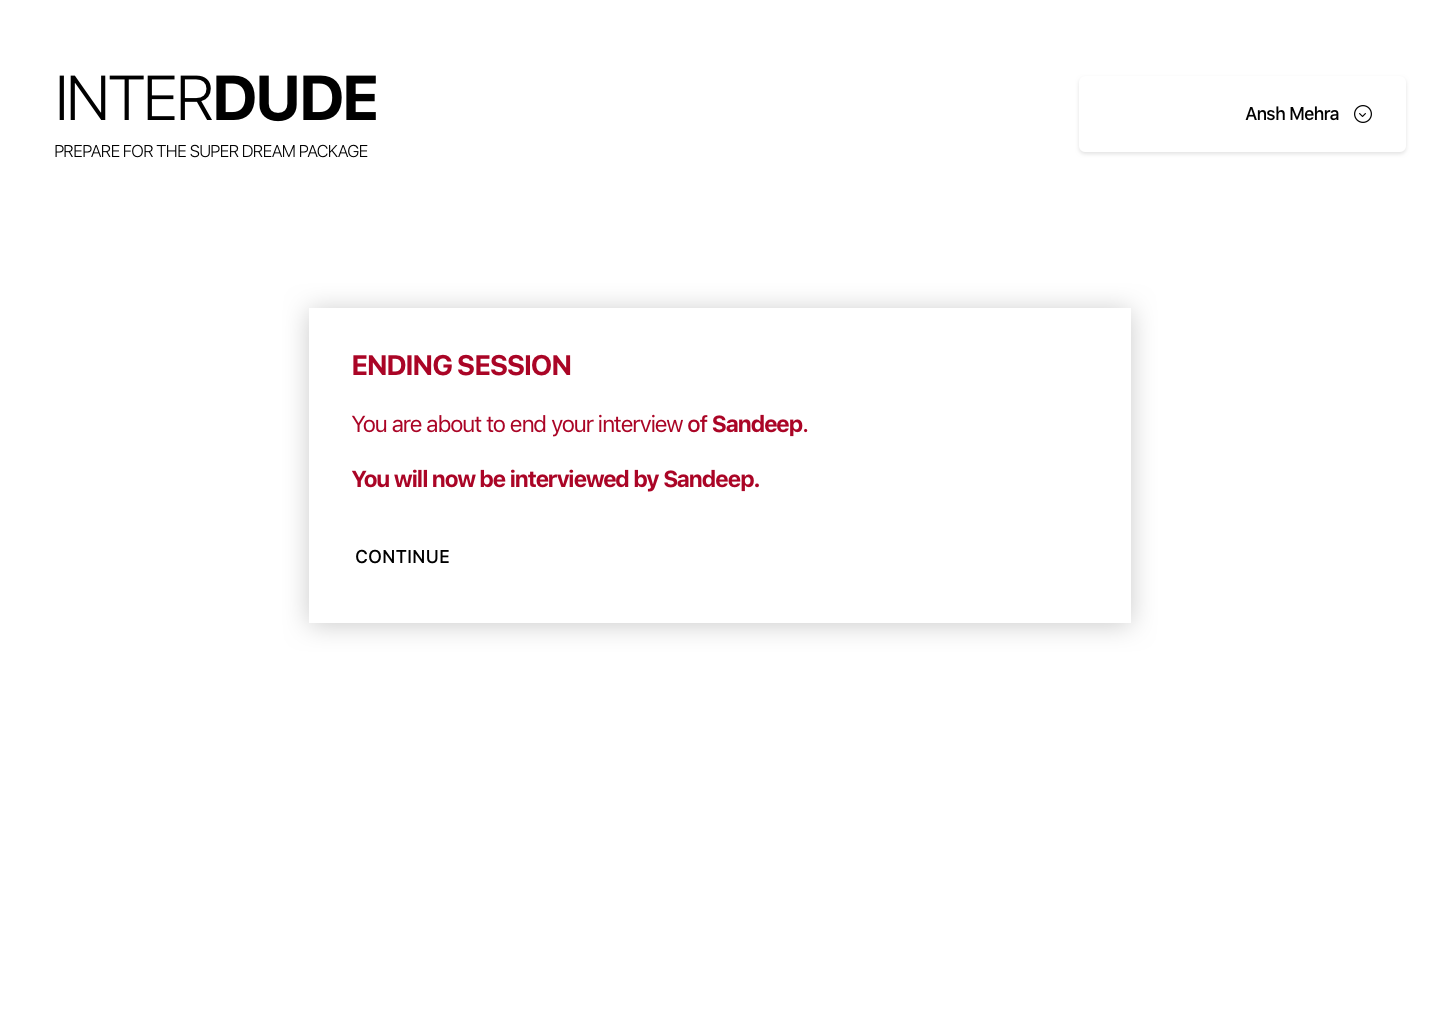 INTERDUDE
PREPARE FOR THE SUPER DREAM PACKAGE
Ansh Mehra
ENDING SESSION
You are about to end your interview of Sandeep.
You will now be interviewed by Sandeep.
CONTINUE